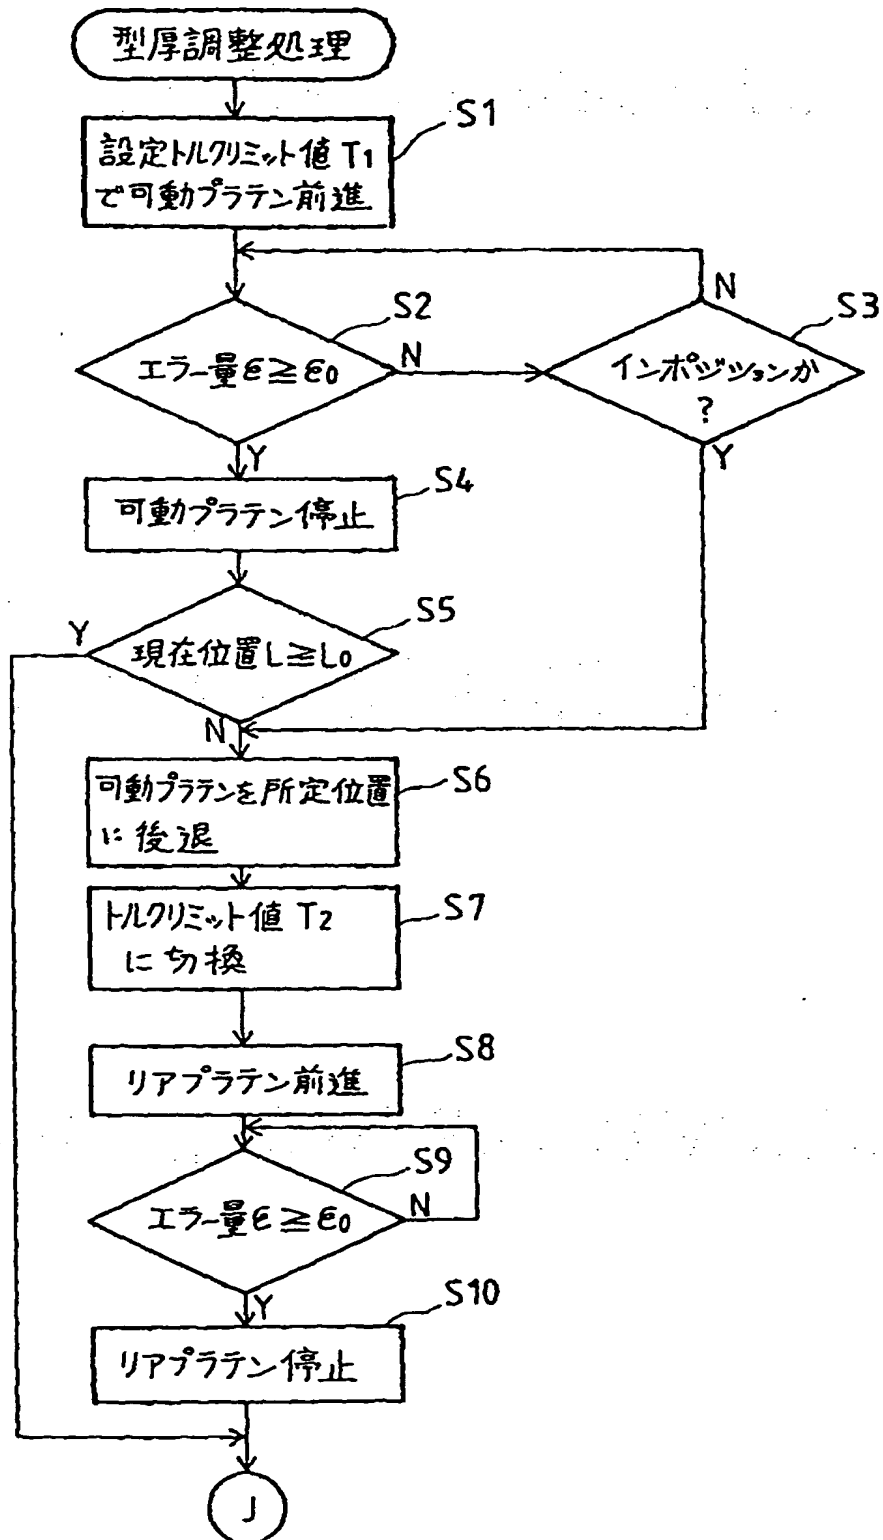 型厚調整処理
S1
設定トルクリミット値 T1
で可動プラテン前進
N
S2
S3
エラー量ε≧ε0
N
インポジションか
?
Y
Y
S4
可動プラテン停止
S5
Y
現在位置L≧L0
N
S6
可動プラテンを所定位置
に後退
S7
トルクリミット値 T2
に切換
S8
リアプラテン前進
S9
エラー量ε≧ε0
N
S10
Y
リアプラテン停止
J